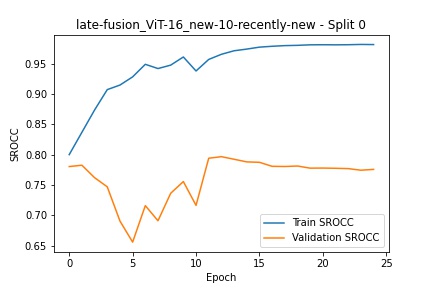 late-fusion_ViT-16_new-10-recently-new - Split 0
SROCC
0.95
0.90
0.85
0.80
0.75
0.70
0.65
Train SROCC
Validation SROCC
0 5 10 15 20 25
Epoch